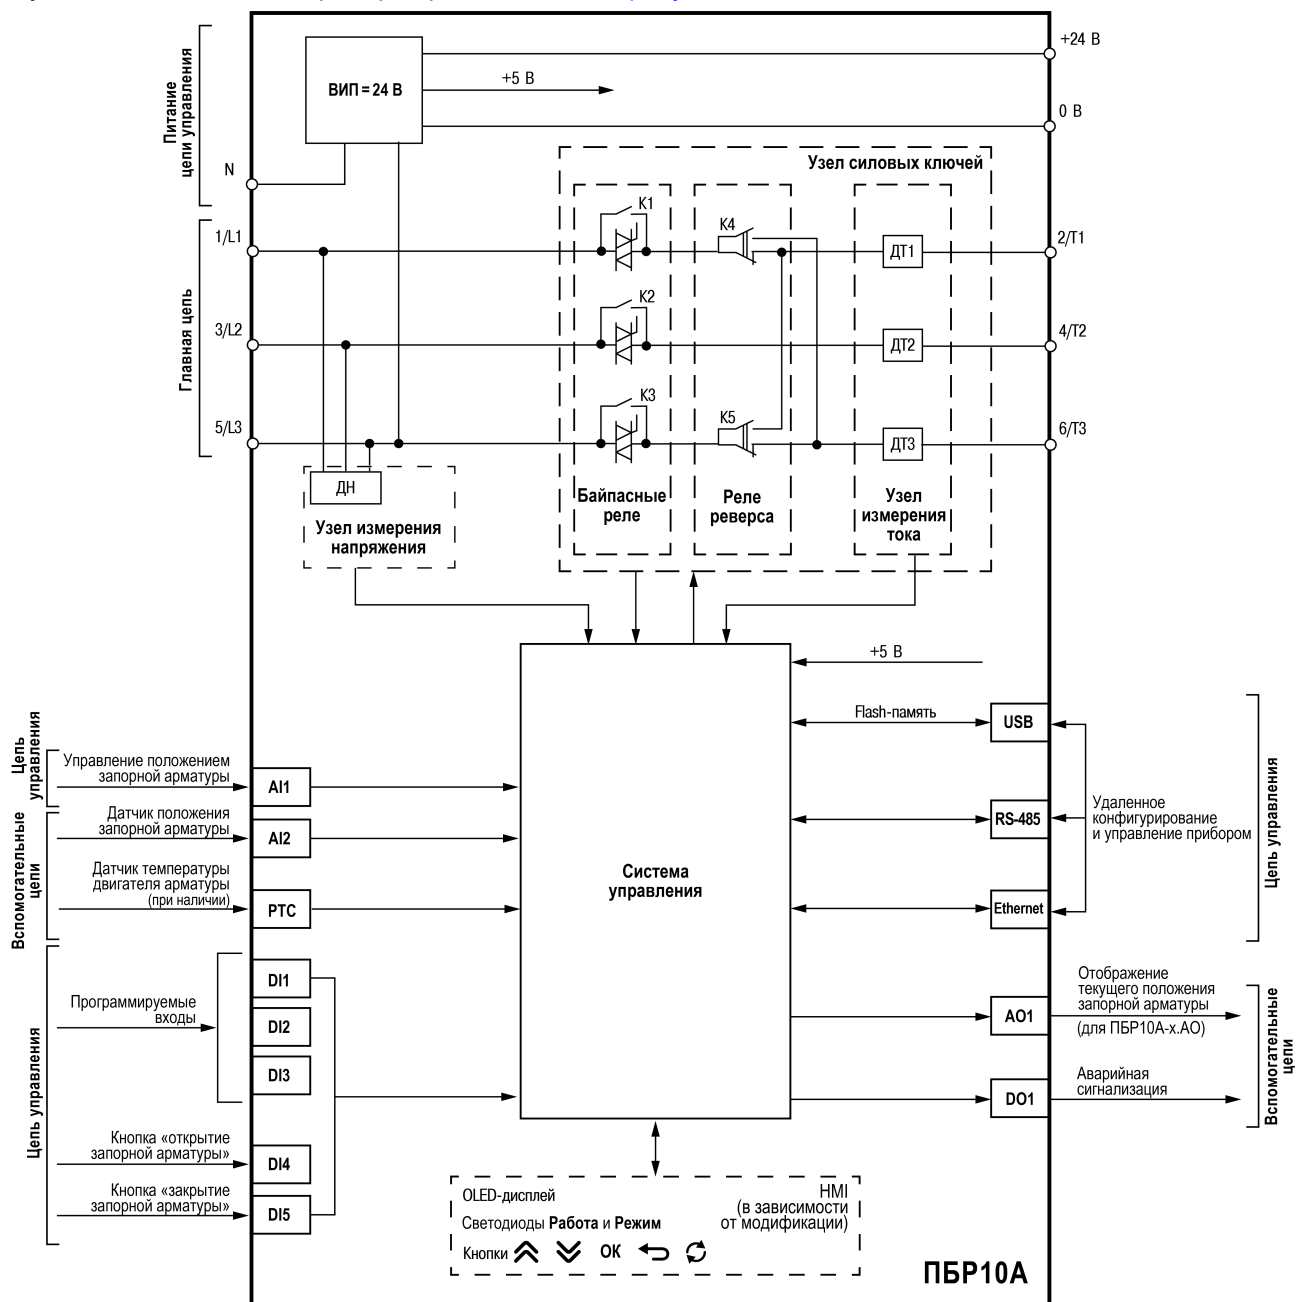 +24 В
ВИП = 24 В
+5 В
0 В
Питание
цепи управления
N
Узел силовых ключей
Главная цепь
1/L1
K1
K4
ДТ1
2/T1
3/L2
K2
ДТ2
4/T2
5/L3
K3
K5
ДТ3
6/T3
ДН
Узел измерения
напряжения
Байпасные
реле
Реле
реверса
Узел
измерения
тока
+5 В
Flash-память
USB
RS-485
Ethernet
Удаленное
конфигурирование
и управление прибором
Цепь управления
Система
управления
Цепь
управления
Управление положением
запорной арматуры
AI1
Вспомогательные
цепи
Датчик положения
запорной арматуры
AI2
Датчик температуры
двигателя арматуры
(при наличии)
PTC
Цепь управления
Программируемые
входы
DI1
DI2
DI3
Кнопка «открытие
запорной арматуры»
DI4
Кнопка «закрытие
запорной арматуры»
DI5
AO1
Отображение
текущего положения
запорной арматуры
(для ПБР10А-х.АО)
DO1
Аварийная
сигнализация
Вспомогательные
цепи
OLED-дисплей
HMI
(в зависимости
от модификации)
Светодиоды Работа и Режим
Кнопки
OK
ПБР10А